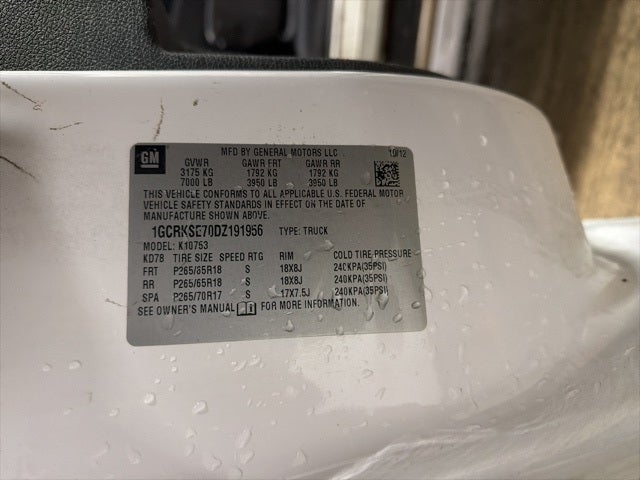 GM
MFD BY GENERAL MOTORS LLC 10/12
GVWR GAWR FRT GAWR RR
3175 KG 1792 KG 1792 KG
7000 LB 3950 LB 3950 LB
THIS VEHICLE CONFORMS TO ALL APPLICABLE U.S. FEDERAL MOTOR
VEHICLE SAFETY STANDARDS IN EFFECT ON THE DATE OF
MANUFACTURE SHOWN ABOVE.
1GCRKSE70DZ191956 TYPE: TRUCK
MODEL: K10753
KD78 TIRE SIZE SPEED RTG RIM COLD TIRE PRESSURE
FRT P265/65R18 S 18X8J 240KPA(35PSI)
RR P265/65R18 S 18X8J 240KPA(35PSI)
SPA P265/70R17 S 17X7.5J 240KPA(35PSI)
SEE OWNER'S MANUAL FOR MORE INFORMATION.